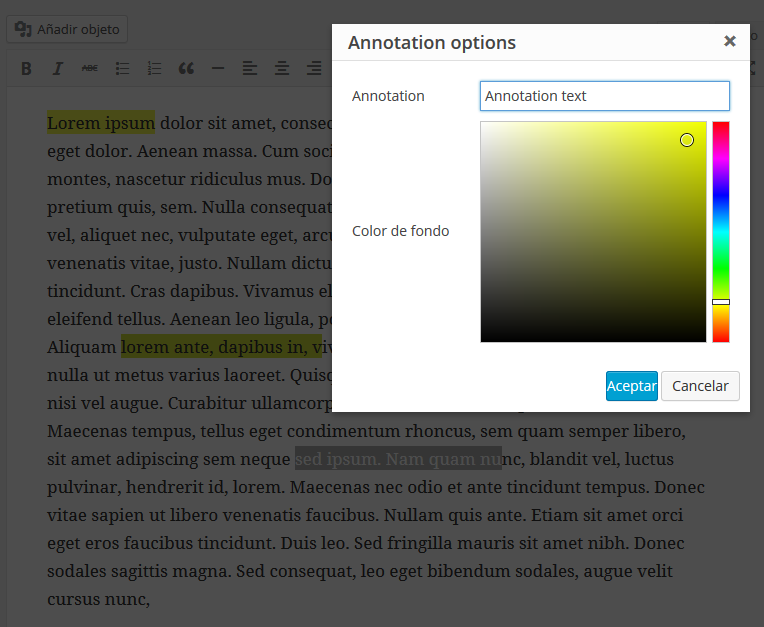 Añadir objeto
B I ABC
Annotation options
Annotation
Annotation text
Color de fondo
Aceptar
Cancelar
Lorem ipsum dolor sit amet, consec
eget dolor. Aenean massa. Cum soci
montes, nascetur ridiculus mus. Do
pretium quis, sem. Nulla consequat
vel, aliquet nec, vulputate eget, arcu
venenatis vitae, justo. Nullam dictu
tincidunt. Cras dapibus. Vivamus el
eleifend tellus. Aenean leo ligula, po
Aliquam lorem ante, dapibus in, viv
nulla ut metus varius laoreet. Quisq
nisi vel augue. Curabitur ullamcorp
Maecenas tempus, tellus eget condimentum rhoncus, sem quam semper libero,
sit amet adipiscing sem neque sed ipsum. Nam quam nunc, blandit vel, luctus
pulvinar, hendrerit id, lorem. Maecenas nec odio et ante tincidunt tempus. Donec
vitae sapien ut libero venenatis faucibus. Nullam quis ante. Etiam sit amet orci
eget eros faucibus tincidunt. Duis leo. Sed fringilla mauris sit amet nibh. Donec
sodales sagittis magna. Sed consequat, leo eget bibendum sodales, augue velit
cursus nunc,